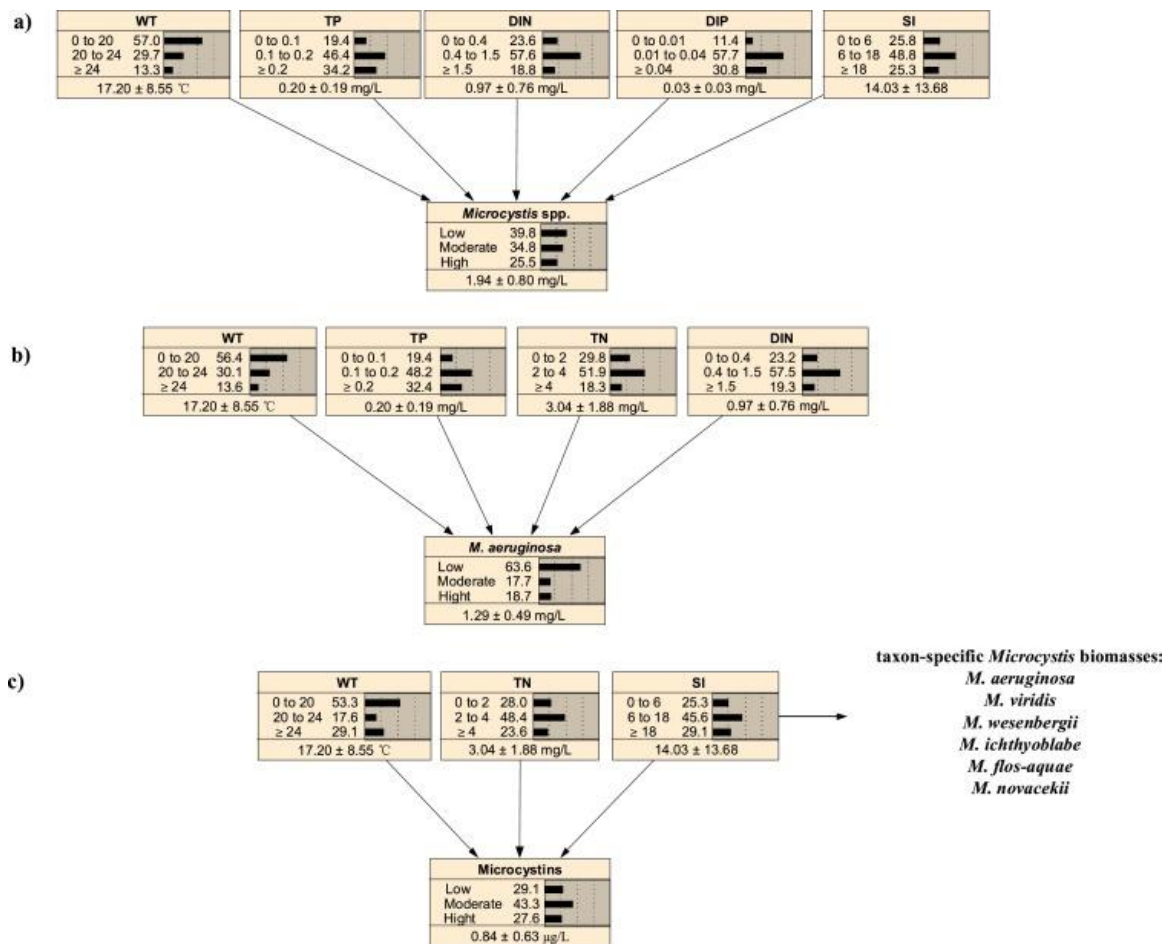 a)
WT
0 to 20 57.0
20 to 24 29.7
≥ 24 13.3
17.20 ± 8.55 ℃
TP
0 to 0.1 19.4
0.1 to 0.2 46.4
≥ 0.2 34.2
0.20 ± 0.19 mg/L
DIN
0 to 0.4 23.6
0.4 to 1.5 57.6
≥ 1.5 18.8
0.97 ± 0.76 mg/L
DIP
0 to 0.01 11.4
0.01 to 0.04 57.7
≥ 0.04 30.8
0.03 ± 0.03 mg/L
SI
0 to 6 25.8
6 to 18 48.8
≥ 18 25.3
14.03 ± 13.68
Microcystis spp.
Low 39.8
Moderate 34.8
High 25.5
1.94 ± 0.80 mg/L
b)
WT
0 to 20 56.4
20 to 24 30.1
≥ 24 13.6
17.20 ± 8.55 ℃
TP
0 to 0.1 19.4
0.1 to 0.2 48.2
≥ 0.2 32.4
0.20 ± 0.19 mg/L
TN
0 to 2 29.8
2 to 4 51.9
≥ 4 18.3
3.04 ± 1.88 mg/L
DIN
0 to 0.4 23.2
0.4 to 1.5 57.5
≥ 1.5 19.3
0.97 ± 0.76 mg/L
M. aeruginosa
Low 63.6
Moderate 17.7
Hight 18.7
1.29 ± 0.49 mg/L
c)
WT
0 to 20 53.3
20 to 24 17.6
≥ 24 29.1
17.20 ± 8.55 ℃
TN
0 to 2 28.0
2 to 4 48.4
≥ 4 23.6
3.04 ± 1.88 mg/L
SI
0 to 6 25.3
6 to 18 45.6
≥ 18 29.1
14.03 ± 13.68
taxon-specific Microcystis biomasses:
M. aeruginosa
M. viridis
M. wesenbergii
M. ichthyoblabe
M. flos-aquae
M. novacekii
Microcystins
Low 29.1
Moderate 43.3
Hight 27.6
0.84 ± 0.63 μg/L